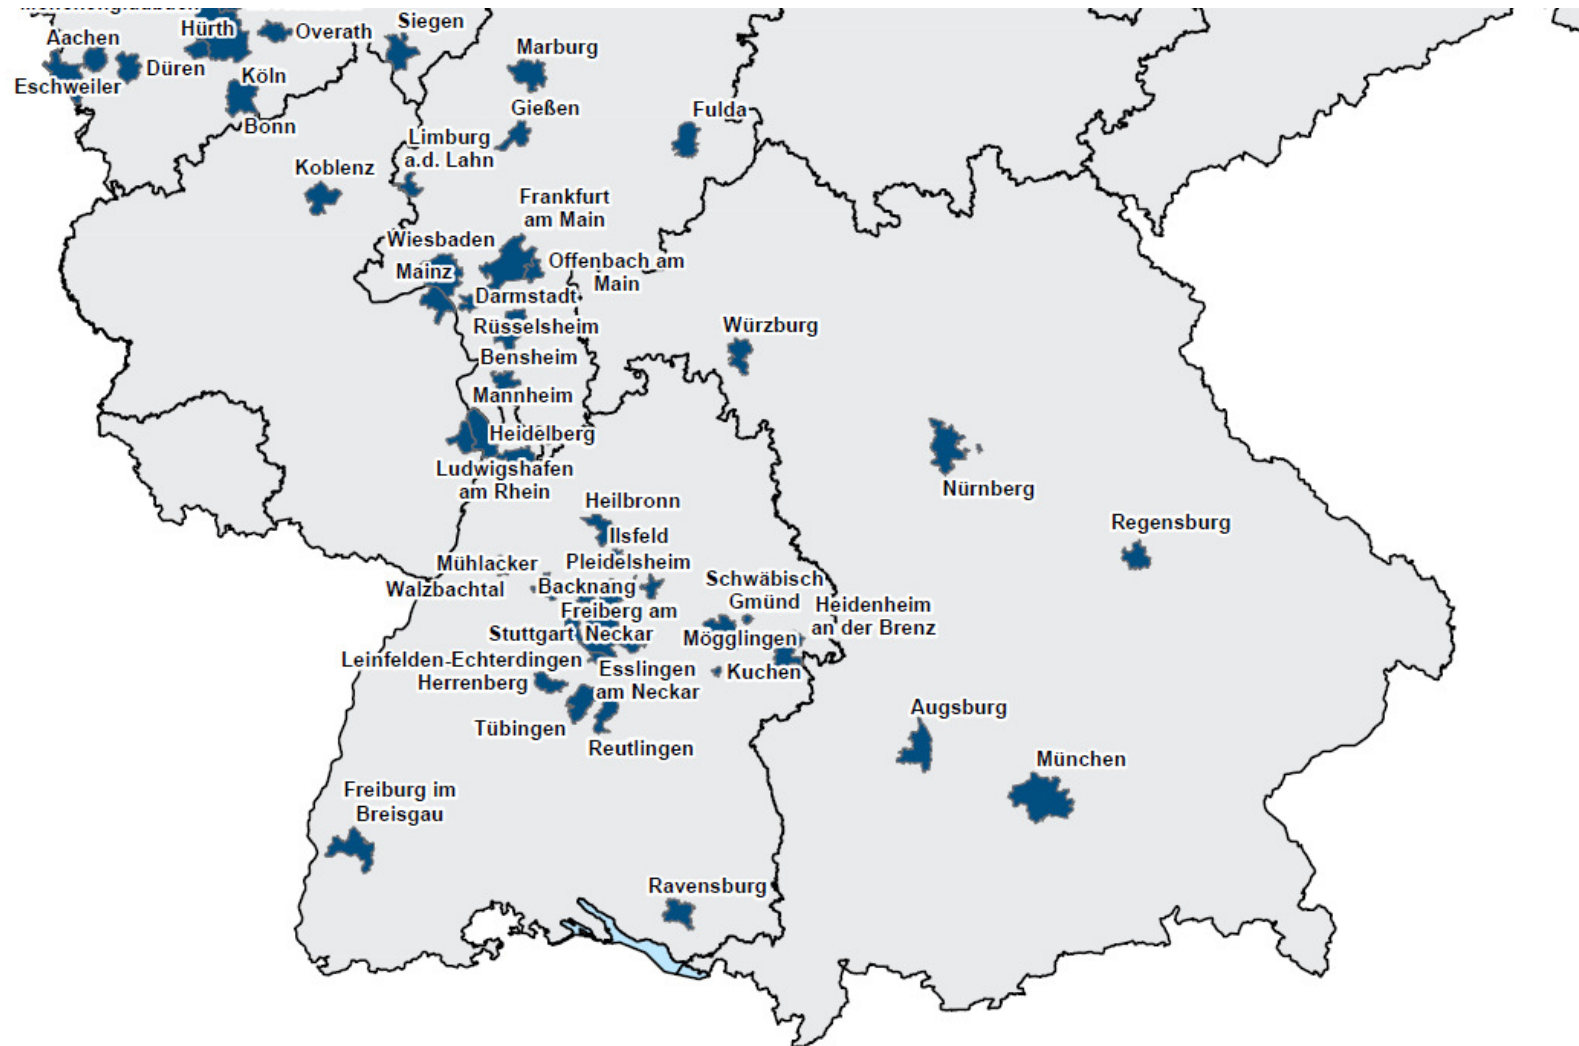 Hürth
Overath
Siegen
Aachen
Düren
Eschweiler
Köln
Bonn
Marburg
Gießen
Fulda
Limburg
a.d. Lahn
Koblenz
Frankfurt
am Main
Wiesbaden
Mainz
Offenbach am
Main
Darmstadt
Rüsselsheim
Würzburg
Bensheim
Mannheim
Heidelberg
Ludwigshafen
am Rhein
Nürnberg
Regensburg
Heilbronn
Ilsfeld
Mühlacker
Pleidelsheim
Walzbachtal
Backnang
Schwäbisch
Gmünd
Freiberg am
Neckar
Heidenheim
an der Brenz
Stuttgart
Mögglingen
Leinfelden-Echterdingen
Herrenberg
Esslingen
am Neckar
Kuchen
Tübingen
Reutlingen
Augsburg
München
Freiburg im
Breisgau
Ravensburg